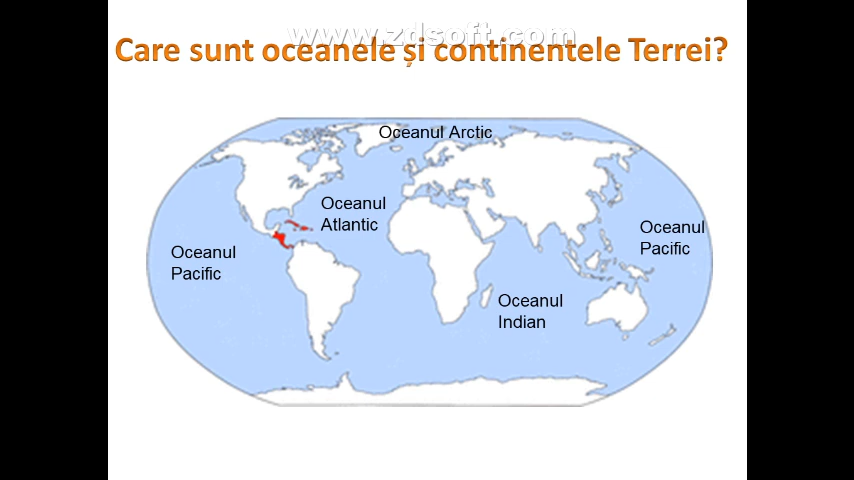 www.zdsoft.com
Care sunt oceanele și continentele Terrei?
Oceanul Arctic
Oceanul
Atlantic
Oceanul
Pacific
Oceanul
Pacific
Oceanul
Indian